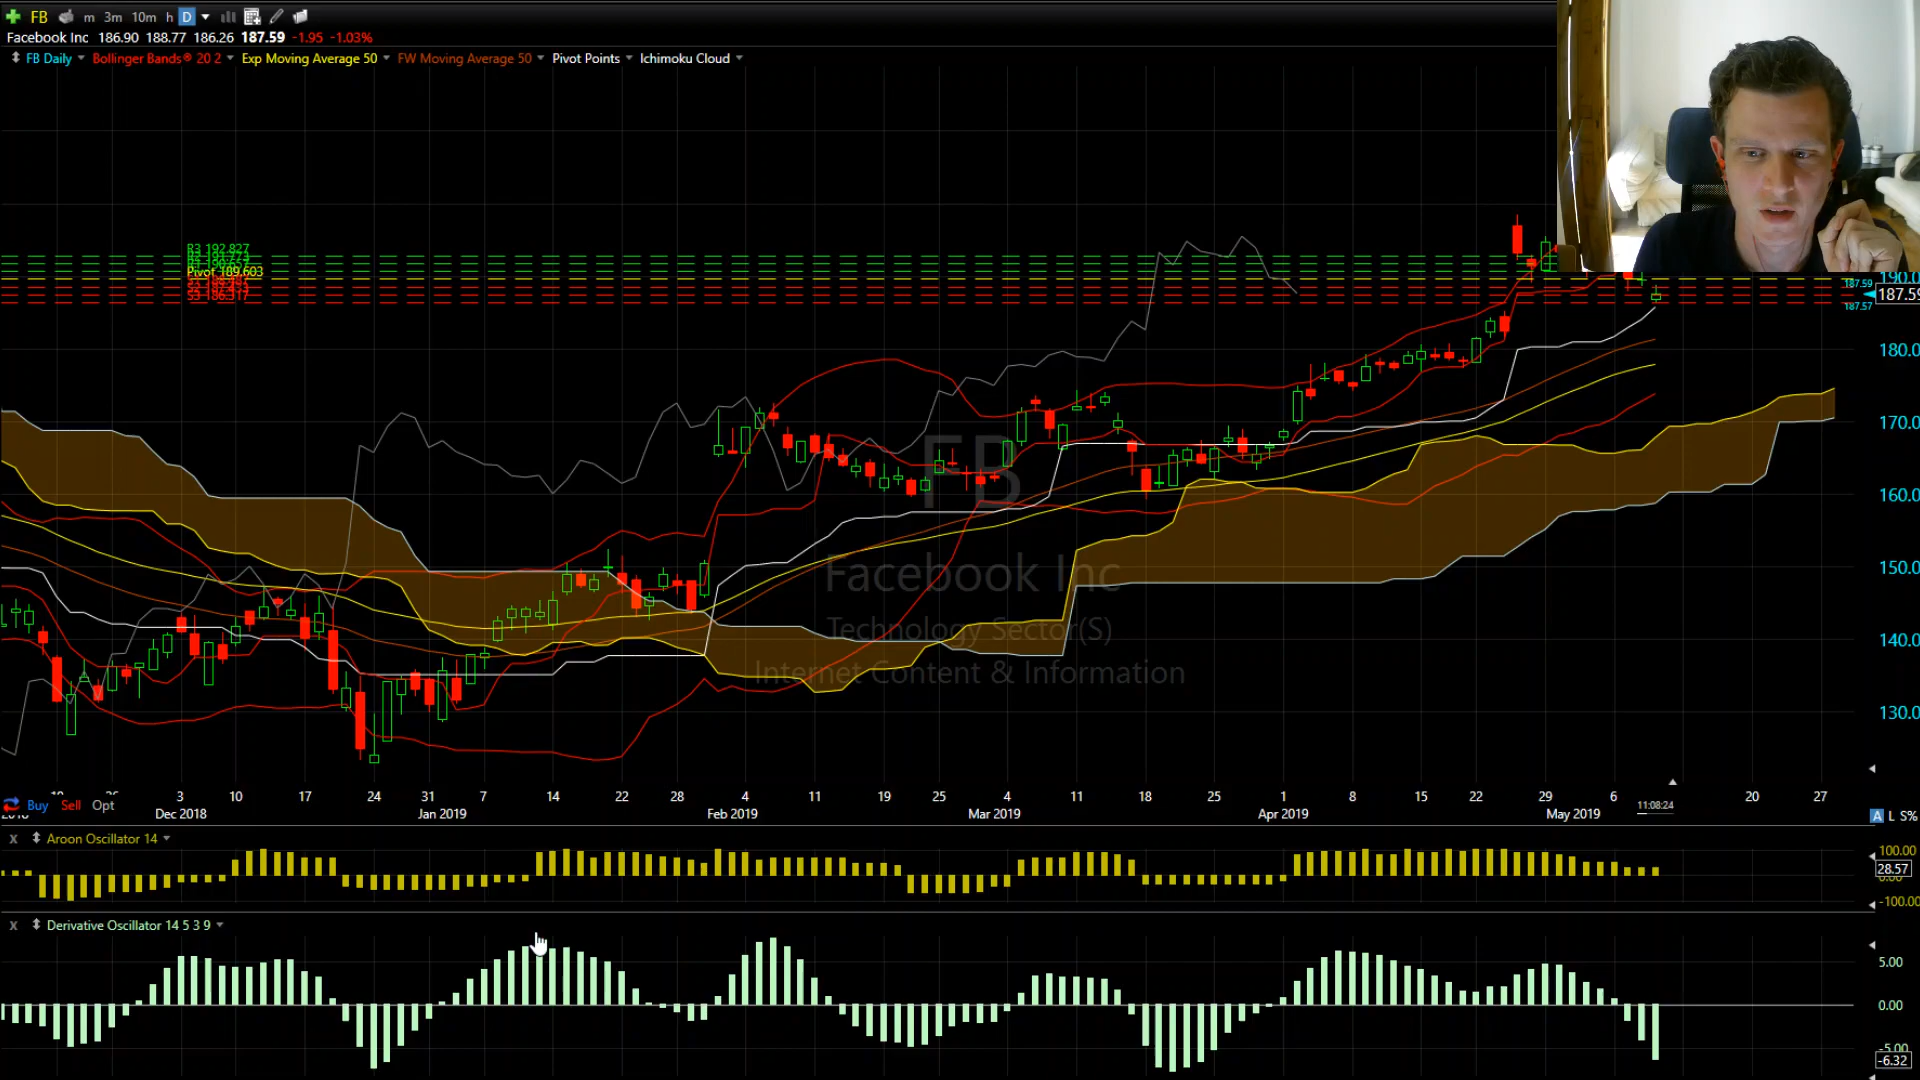 FB m 3m 10m h D
Facebook Inc 186.90 188.77 186.26 187.59 -1.95 -1.03%
FB Daily Bollinger Bands® 20 2 Exp Moving Average 50 FW Moving Average 50 Pivot Points Ichimoku Cloud
R3 192.827
Pivot 189.603
S3 186.317
190.0
187.59
187.59
187.57
180.0
170.0
160.0
150.0
140.0
130.0
FB
Facebook Inc
Technology Sector(S)
Internet Content & Information
3 10 17 24 31 7 14 22 28 4 11 19 25 4 11 18 25 1 8 15 22 29 6 20 27
Buy Sell Opt
11:08:24
Dec 2018 Jan 2019 Feb 2019 Mar 2019 Apr 2019 May 2019
A L S%
X Aroon Oscillator 14
100.00
28.57
-100.00
X Derivative Oscillator 14 5 3 9
5.00
0.00
-5.00
-6.32